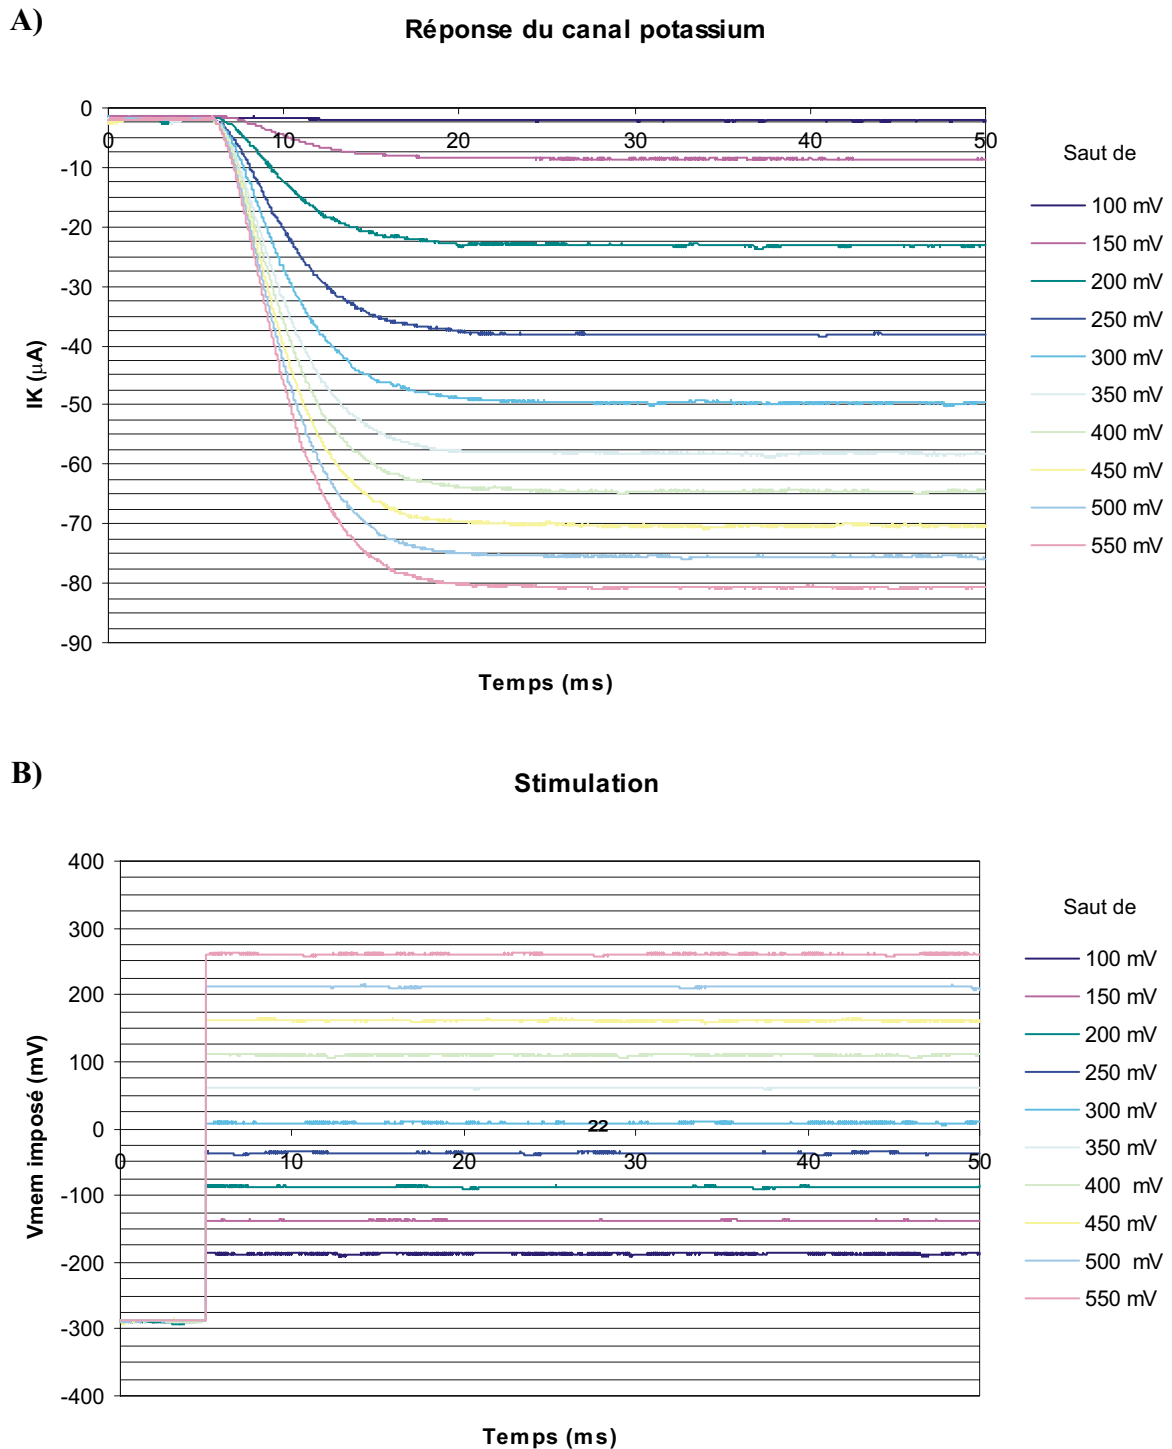 A)
Réponse du canal potassium
0
0 10 20 30 40 50
-10
-20
-30
-40
-50
-60
-70
-80
-90
IK (µA)
Temps (ms)
Saut de
100 mV
150 mV
200 mV
250 mV
300 mV
350 mV
400 mV
450 mV
500 mV
550 mV
B)
Stimulation
400
300
200
100
0
-100
-200
-300
-400
22
0 10 20 30 40 50
Vmem imposé (mV)
Temps (ms)
Saut de
100 mV
150 mV
200 mV
250 mV
300 mV
350 mV
400 mV
450 mV
500 mV
550 mV